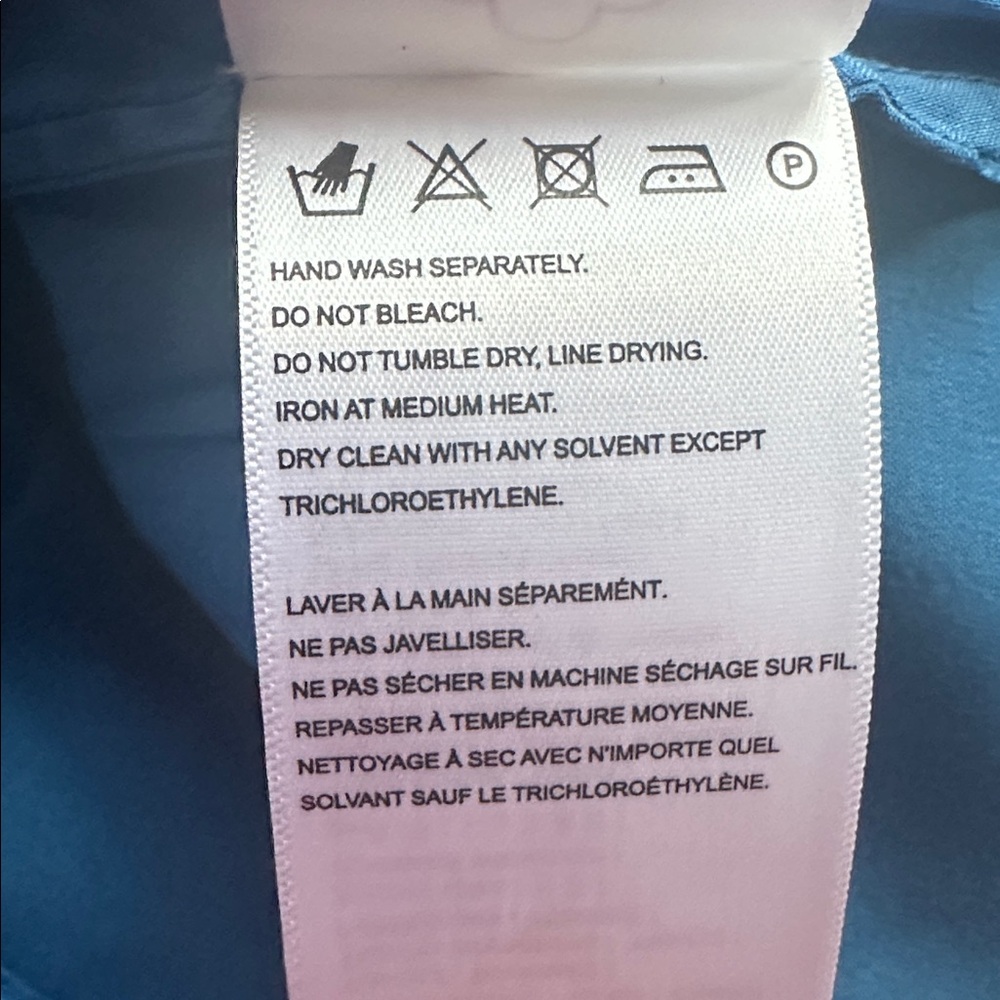 P
HAND WASH SEPARATELY.
DO NOT BLEACH.
DO NOT TUMBLE DRY, LINE DRYING.
IRON AT MEDIUM HEAT.
DRY CLEAN WITH ANY SOLVENT EXCEPT
TRICHLOROETHYLENE.
LAVER À LA MAIN SÉPAREMÉNT.
NE PAS JAVELLISER.
NE PAS SÉCHER EN MACHINE SÉCHAGE SUR FIL.
REPASSER À TEMPÉRATURE MOYENNE.
NETTOYAGE À SEC AVEC N'IMPORTE QUEL
SOLVANT SAUF LE TRICHLOROÉTHYLÈNE.